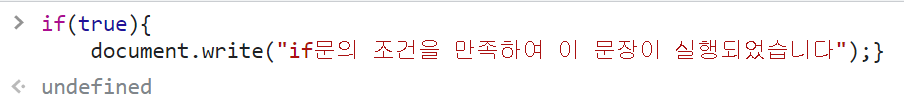 if(true){
document.write("if문의 조건을 만족하여 이 문장이 실행되었습니다");}
undefined